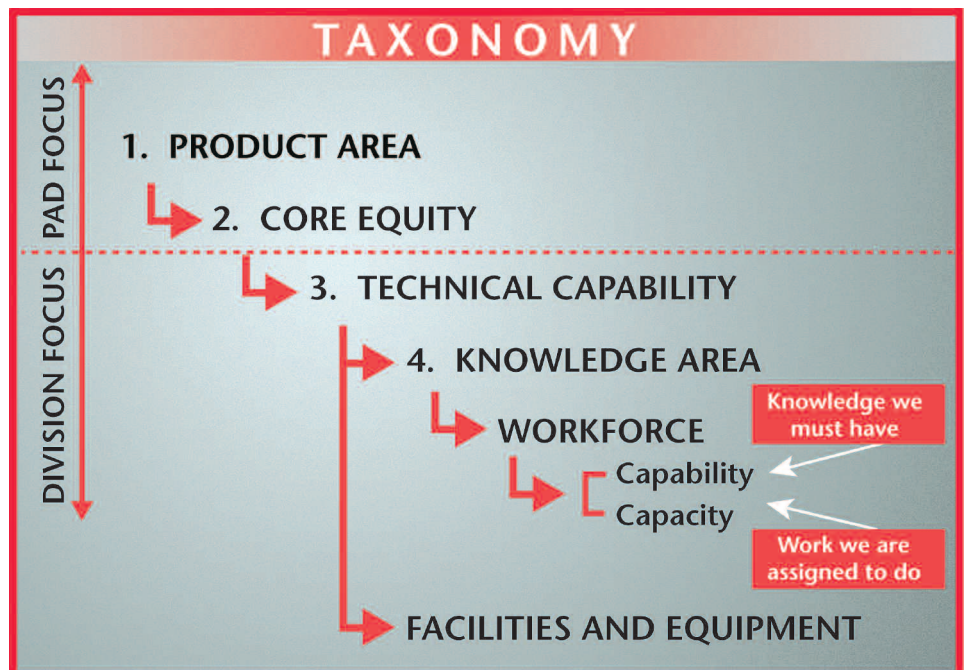 TAXONOMY
PAD FOCUS
DIVISION FOCUS
1. PRODUCT AREA
2. CORE EQUITY
3. TECHNICAL CAPABILITY
4. KNOWLEDGE AREA
WORKFORCE
Capability
Capacity
Knowledge we
must have
Work we are
assigned to do
FACILITIES AND EQUIPMENT